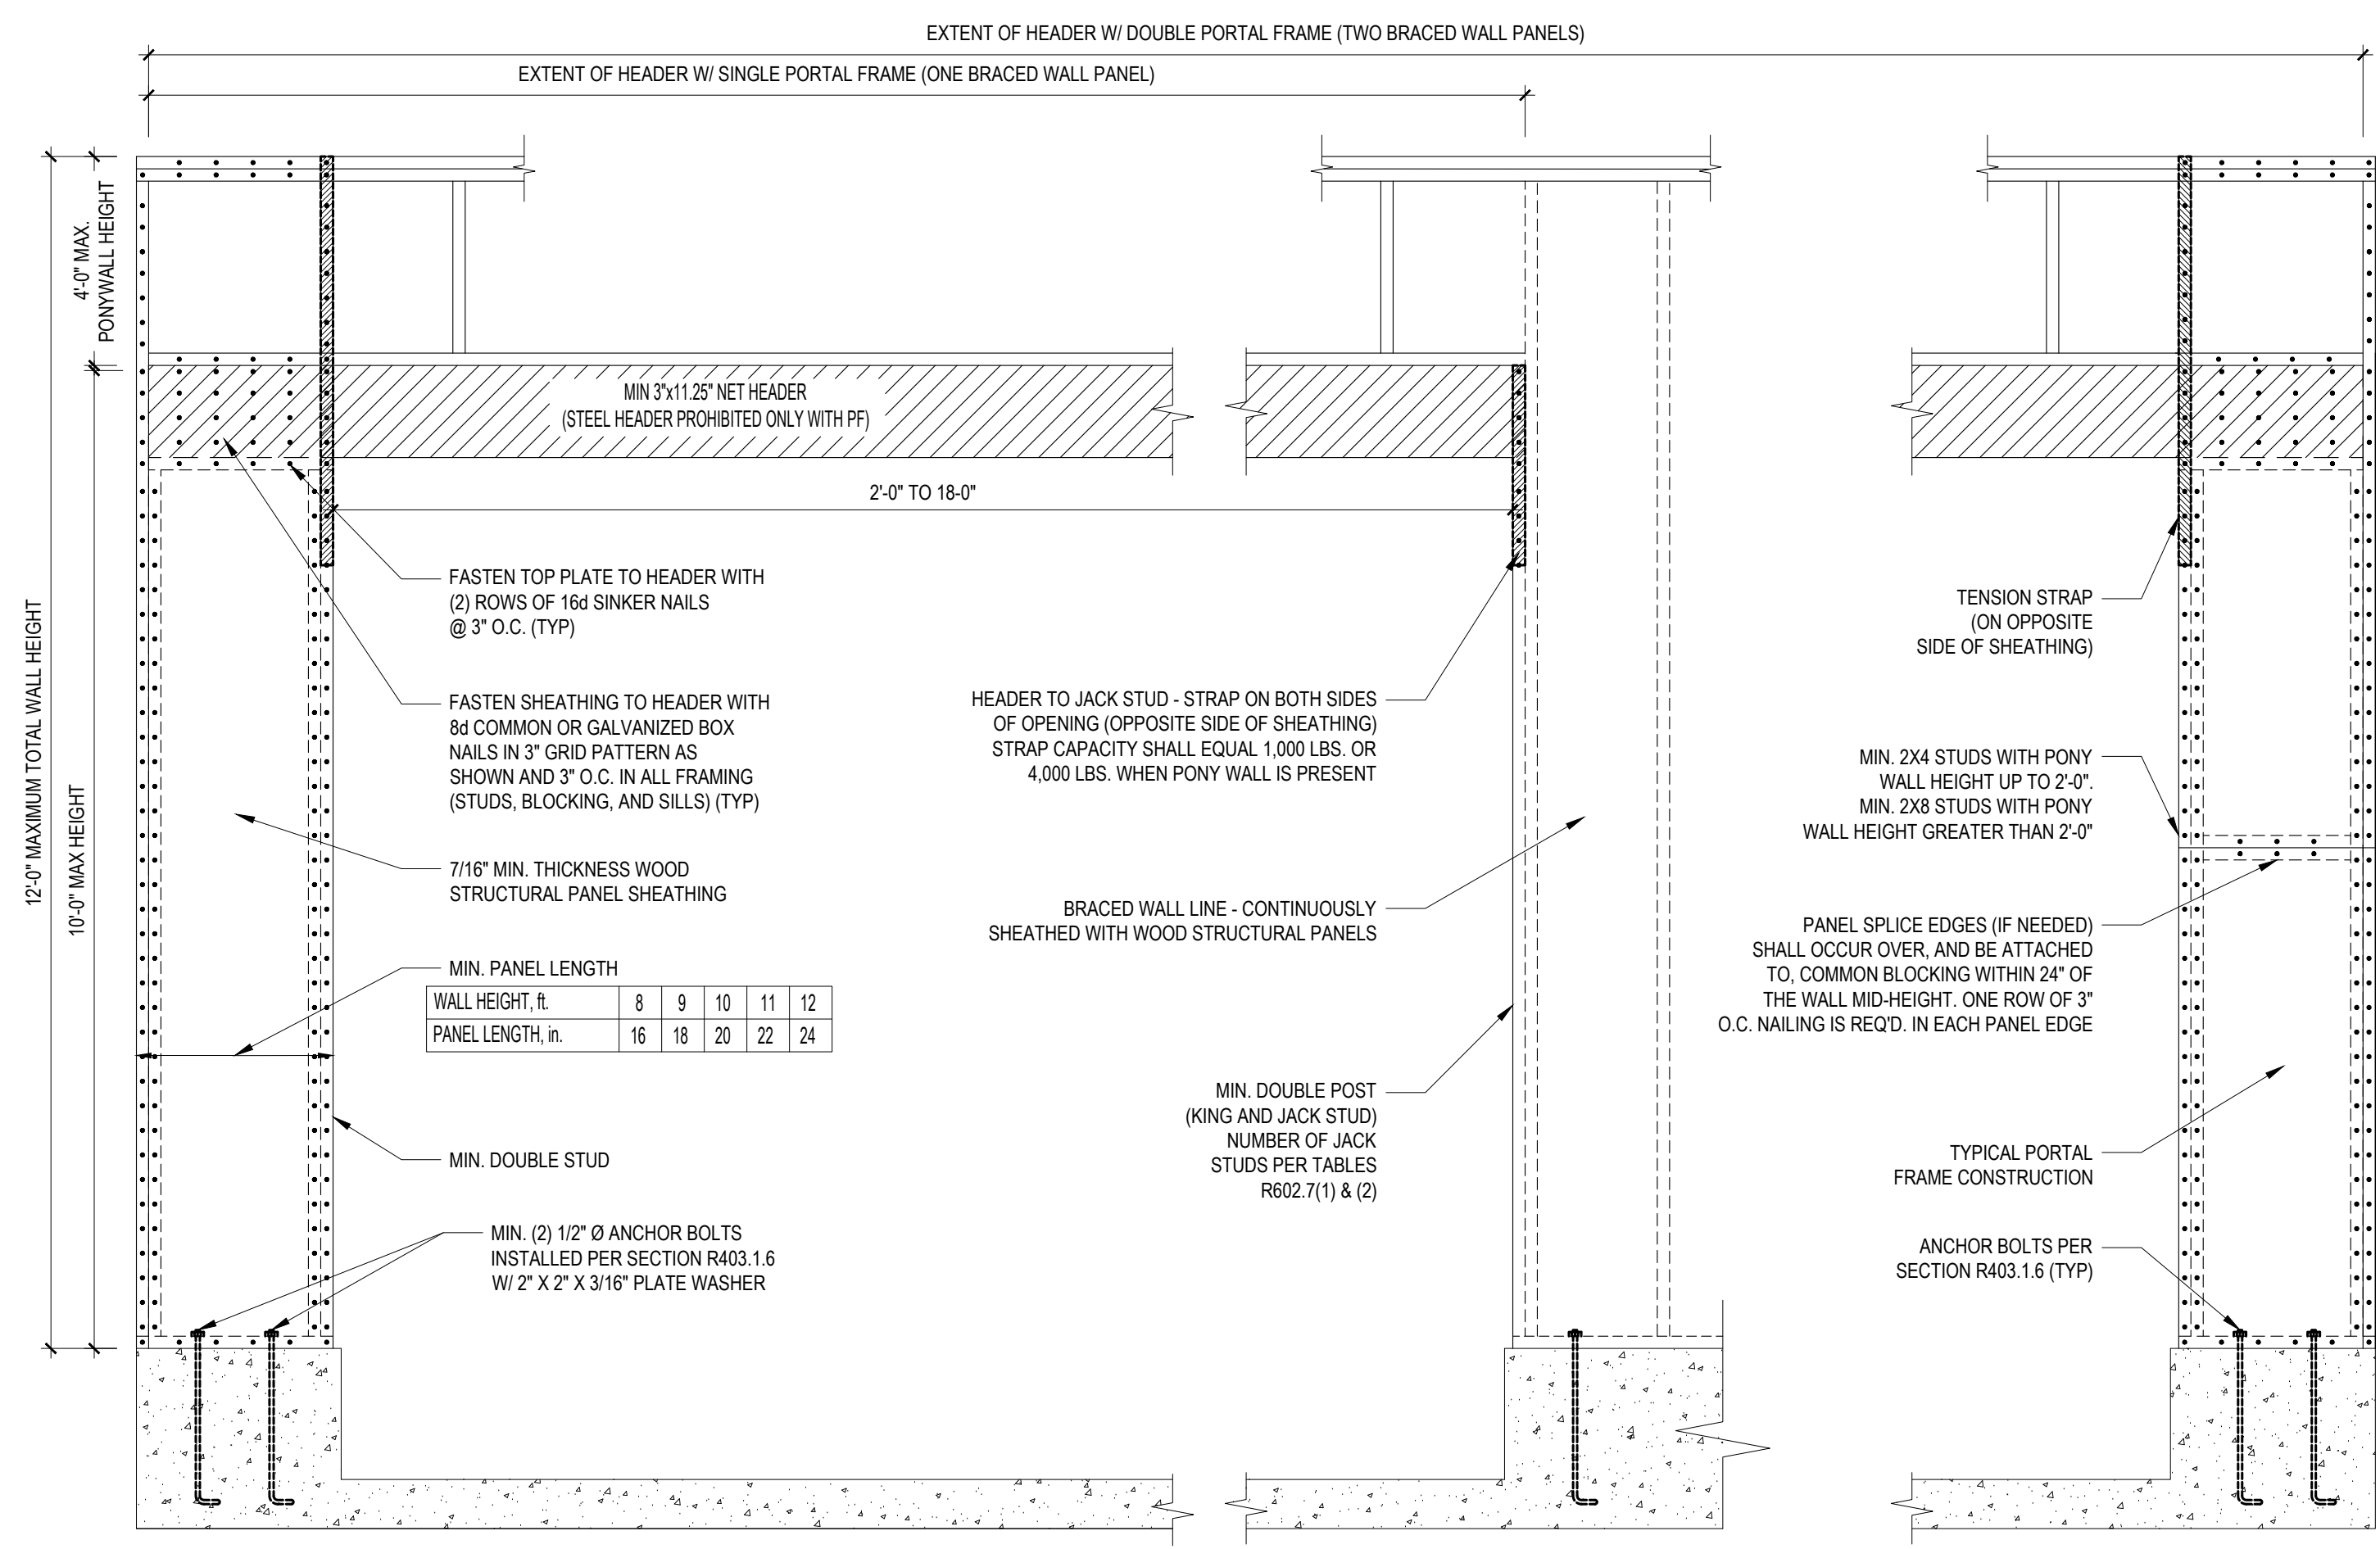 EXTENT OF HEADER W/ DOUBLE PORTAL FRAME (TWO BRACED WALL PANELS)
EXTENT OF HEADER W/ SINGLE PORTAL FRAME (ONE BRACED WALL PANEL)
4'-0" MAX.
PONYWALL HEIGHT
12'-0" MAXIMUM TOTAL WALL HEIGHT
10'-0" MAX HEIGHT
MIN 3"x11.25" NET HEADER
(STEEL HEADER PROHIBITED ONLY WITH PF)
2'-0" TO 18-0"
FASTEN TOP PLATE TO HEADER WITH
(2) ROWS OF 16d SINKER NAILS
@ 3" O.C. (TYP)
FASTEN SHEATHING TO HEADER WITH
8d COMMON OR GALVANIZED BOX
NAILS IN 3" GRID PATTERN AS
SHOWN AND 3" O.C. IN ALL FRAMING
(STUDS, BLOCKING, AND SILLS) (TYP)
7/16" MIN. THICKNESS WOOD
STRUCTURAL PANEL SHEATHING
MIN. PANEL LENGTH
WALL HEIGHT, ft. 8 9 10 11 12
PANEL LENGTH, in. 16 18 20 22 24
MIN. DOUBLE STUD
MIN. (2) 1/2" Ø ANCHOR BOLTS
INSTALLED PER SECTION R403.1.6
W/ 2" X 2" X 3/16" PLATE WASHER
HEADER TO JACK STUD - STRAP ON BOTH SIDES
OF OPENING (OPPOSITE SIDE OF SHEATHING)
STRAP CAPACITY SHALL EQUAL 1,000 LBS. OR
4,000 LBS. WHEN PONY WALL IS PRESENT
BRACED WALL LINE - CONTINUOUSLY
SHEATHED WITH WOOD STRUCTURAL PANELS
MIN. DOUBLE POST
(KING AND JACK STUD)
NUMBER OF JACK
STUDS PER TABLES
R602.7(1) & (2)
TENSION STRAP
(ON OPPOSITE
SIDE OF SHEATHING)
MIN. 2X4 STUDS WITH PONY
WALL HEIGHT UP TO 2'-0".
MIN. 2X8 STUDS WITH PONY
WALL HEIGHT GREATER THAN 2'-0"
PANEL SPLICE EDGES (IF NEEDED)
SHALL OCCUR OVER, AND BE ATTACHED
TO, COMMON BLOCKING WITHIN 24" OF
THE WALL MID-HEIGHT. ONE ROW OF 3"
O.C. NAILING IS REQ'D. IN EACH PANEL EDGE
TYPICAL PORTAL
FRAME CONSTRUCTION
ANCHOR BOLTS PER
SECTION R403.1.6 (TYP)